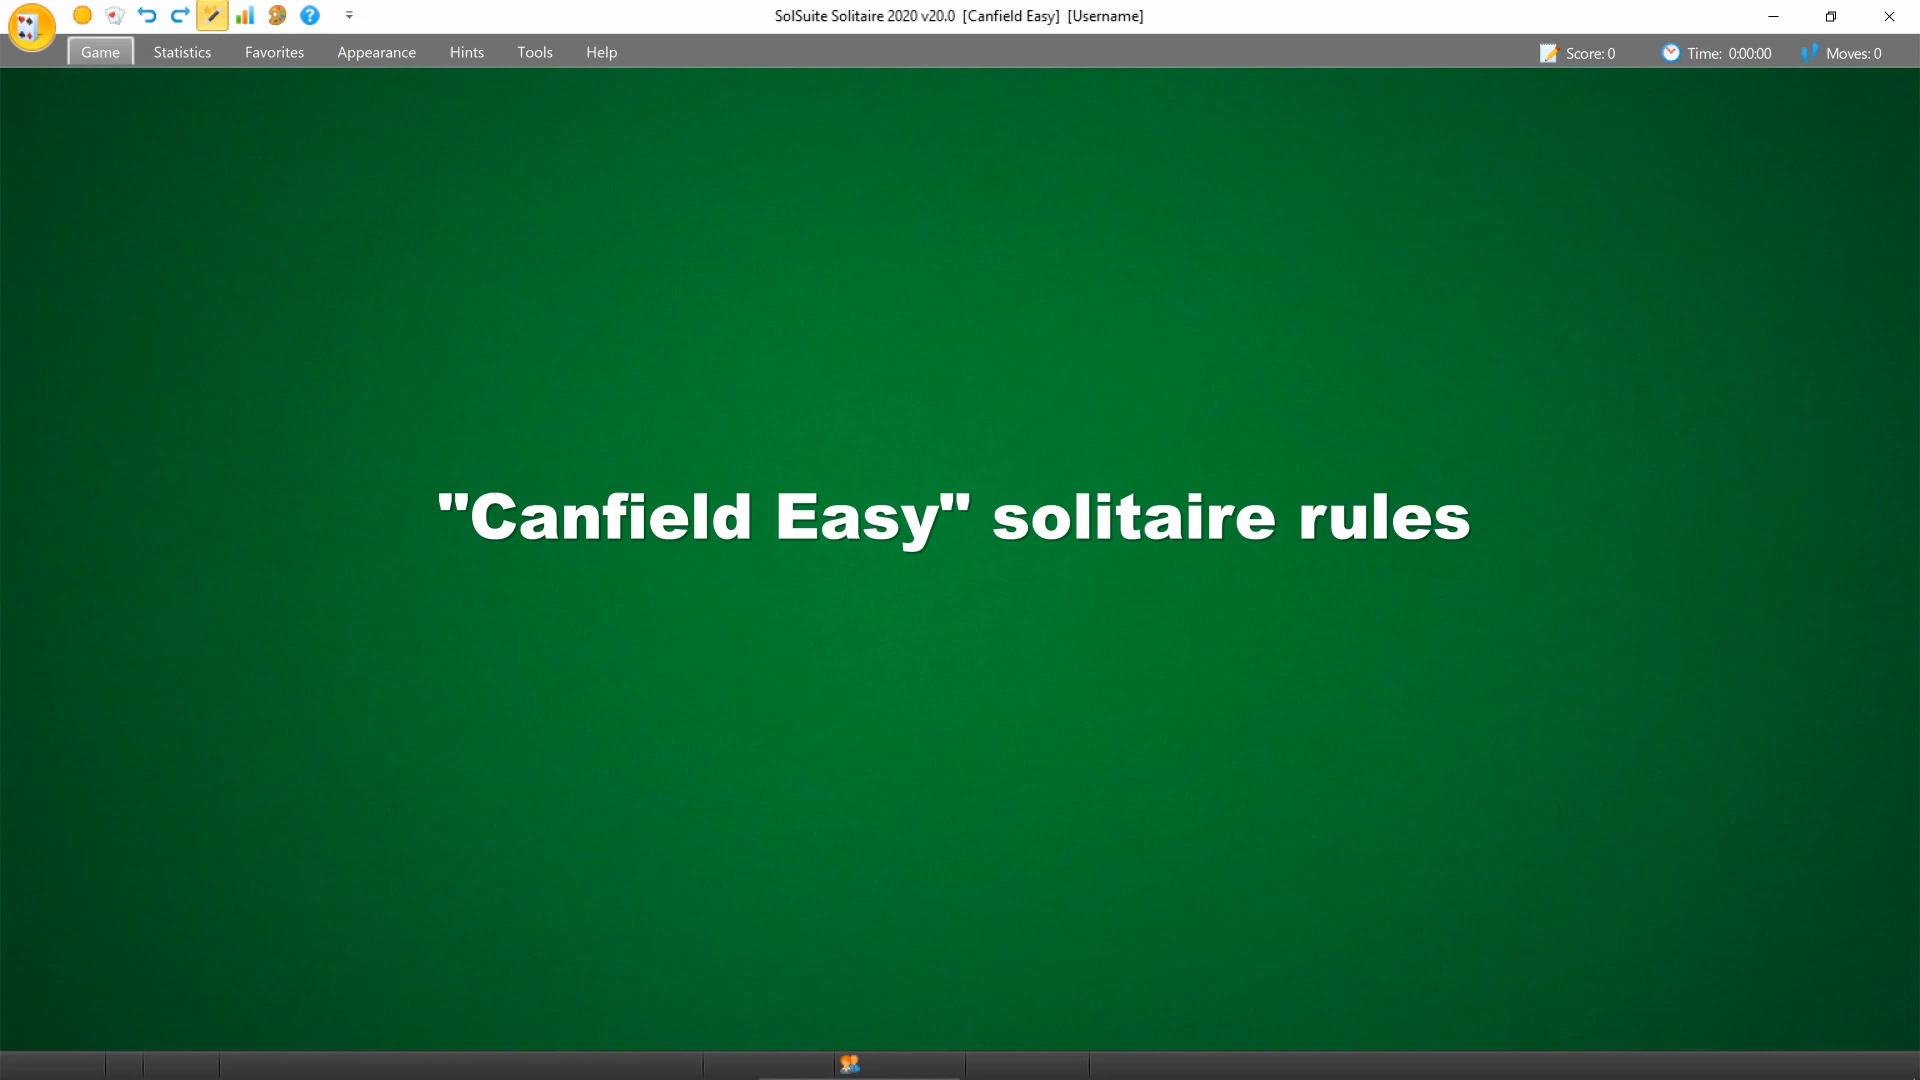 SolSuite Solitaire 2020 v20.0 [Canfield Easy] [Username]
Game Statistics Favorites Appearance Hints Tools Help Score: 0 Time: 0:00:00 Moves: 0
"Canfield Easy" solitaire rules